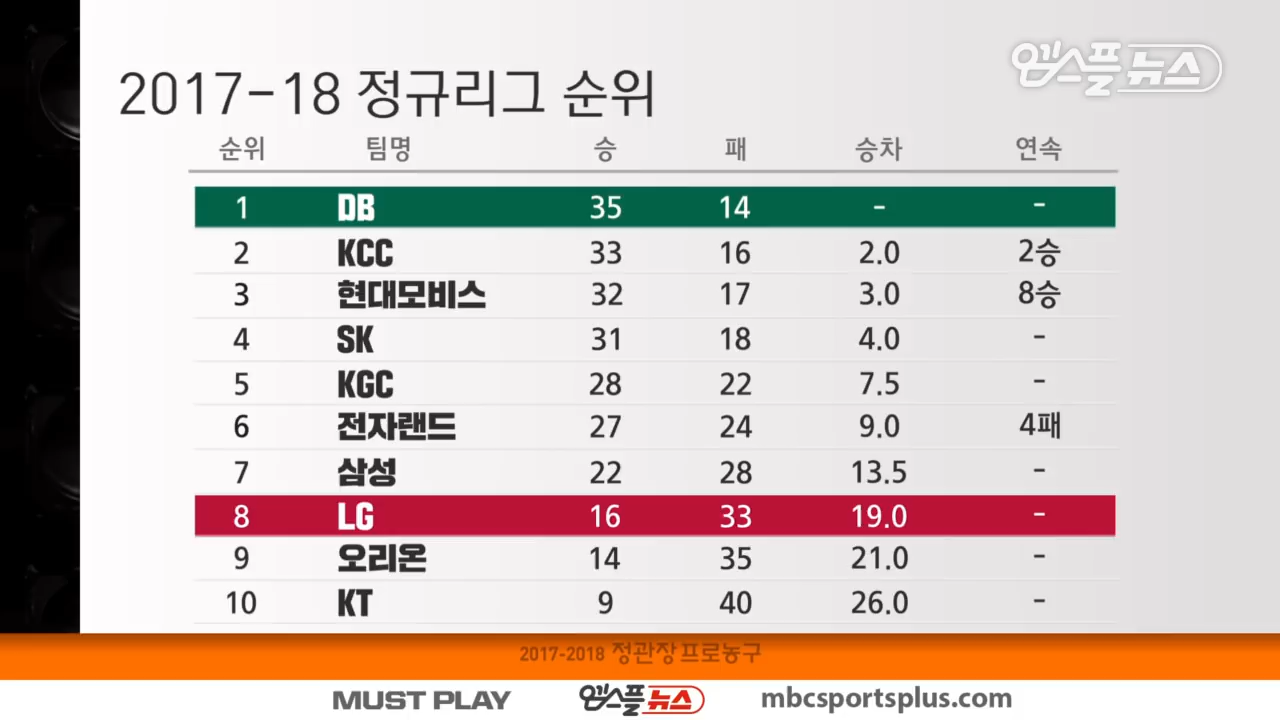 엠스플뉴스
2017-18 정규리그 순위
순위 팀명 승 패 승차 연속
1 DB 35 14 - -
2 KCC 33 16 2.0 2승
3 현대모비스 32 17 3.0 8승
4 SK 31 18 4.0 -
5 KGC 28 22 7.5 -
6 전자랜드 27 24 9.0 4패
7 삼성 22 28 13.5 -
8 LG 16 33 19.0 -
9 오리온 14 35 21.0 -
10 KT 9 40 26.0 -
2017-2018 정관장 프로농구
MUST PLAY 엠스플뉴스 mbcsportsplus.com